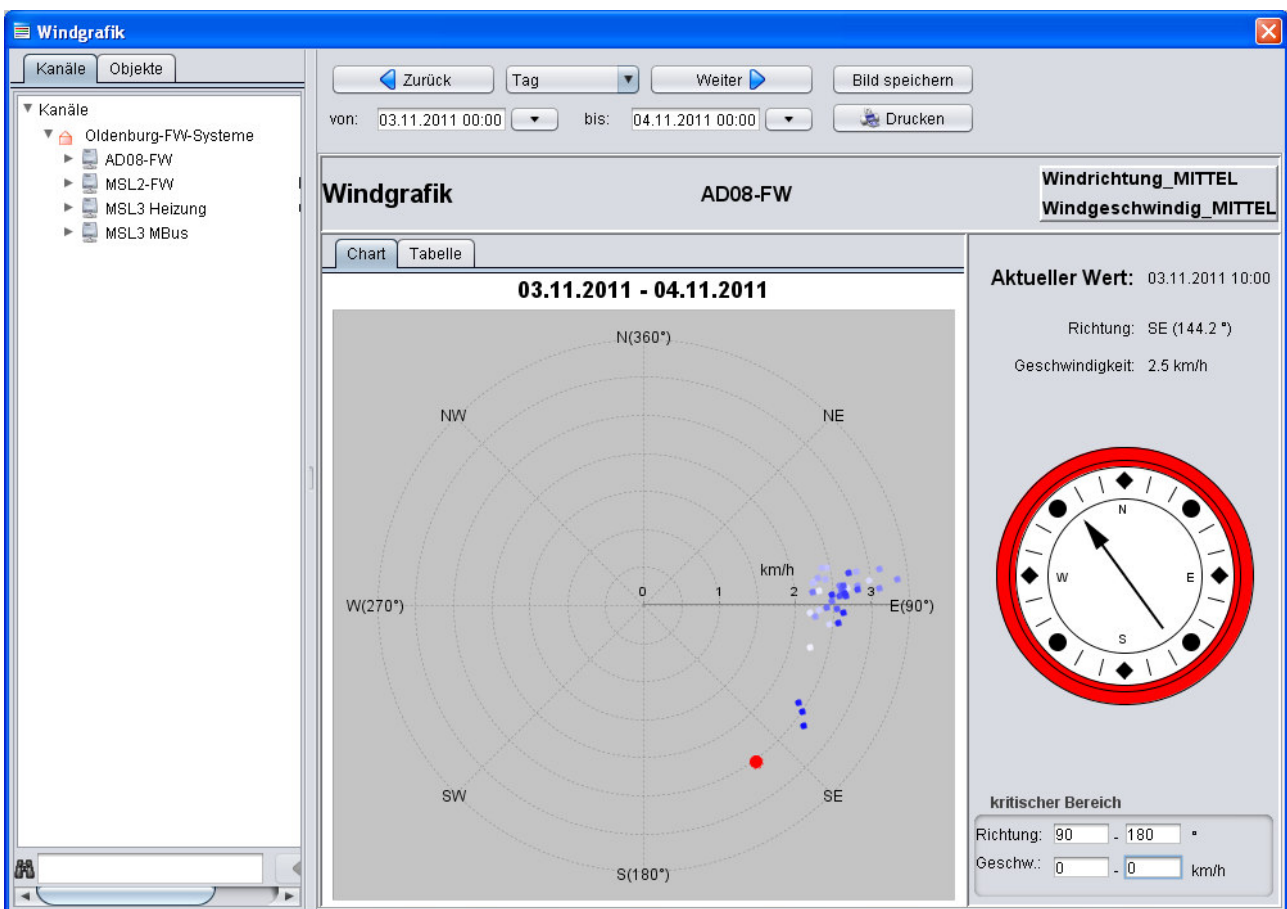 Windgrafik
Kanäle Objekte
Kanäle
Oldenburg-FW-Systeme
AD08-FW
MSL2-FW
MSL3 Heizung
MSL3 MBus
Zurück Tag Weiter Bild speichern
von: 03.11.2011 00:00 bis: 04.11.2011 00:00 Drucken
Windgrafik AD08-FW
Windrichtung_MITTEL
Windgeschwindig_MITTEL
Chart Tabelle
03.11.2011 - 04.11.2011
N(360°)
NW NE
km/h
0 1 2 3
W(270°) E(90°)
SW SE
S(180°)
Aktueller Wert: 03.11.2011 10:00
Richtung: SE (144.2 °)
Geschwindigkeit: 2.5 km/h
N
W E
S
kritischer Bereich
Richtung: 90 - 180 °
Geschw.: 0 - 0 km/h